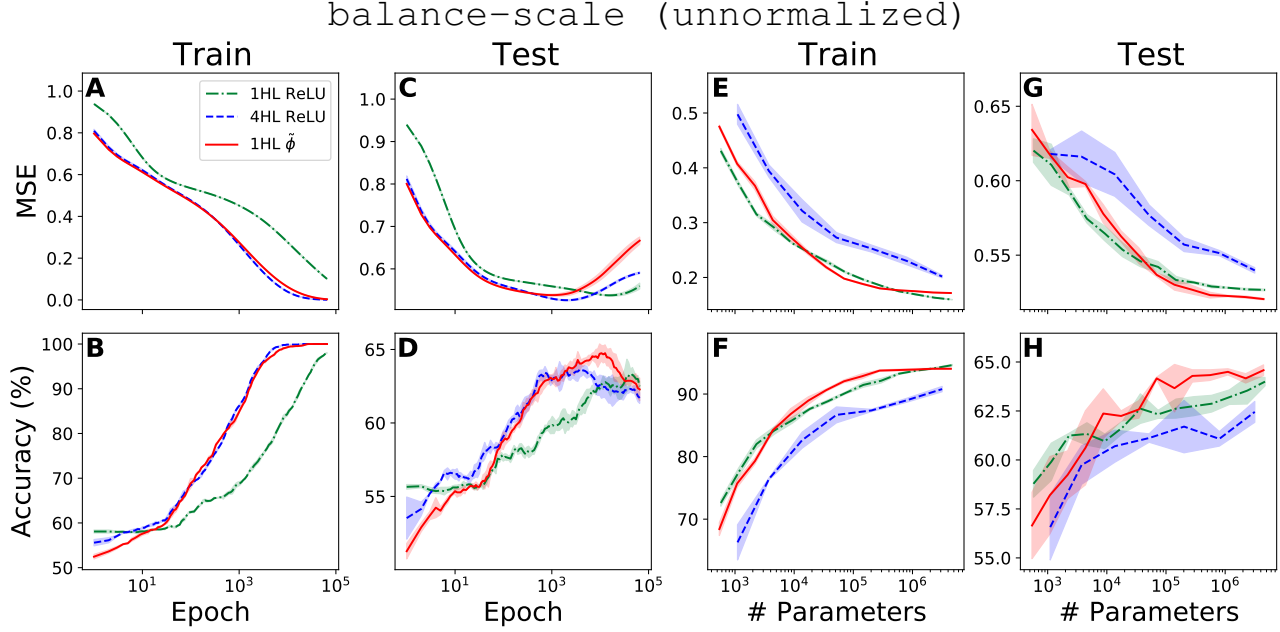 balance-scale (unnormalized)
Train
Test
Train
Test
A
1HL ReLU
4HL ReLU
1HL ϕ̃
MSE
1.0
0.8
0.6
0.4
0.2
0.0
C
1.0
0.9
0.8
0.7
0.6
E
0.5
0.4
0.3
0.2
G
0.65
0.60
0.55
B
Accuracy (%)
100
90
80
70
60
50
10¹
10³
10⁵
Epoch
D
65
60
55
10¹
10³
10⁵
Epoch
F
90
80
70
10³
10⁴
10⁵
10⁶
# Parameters
H
65.0
62.5
60.0
57.5
55.0
10³
10⁴
10⁵
10⁶
# Parameters